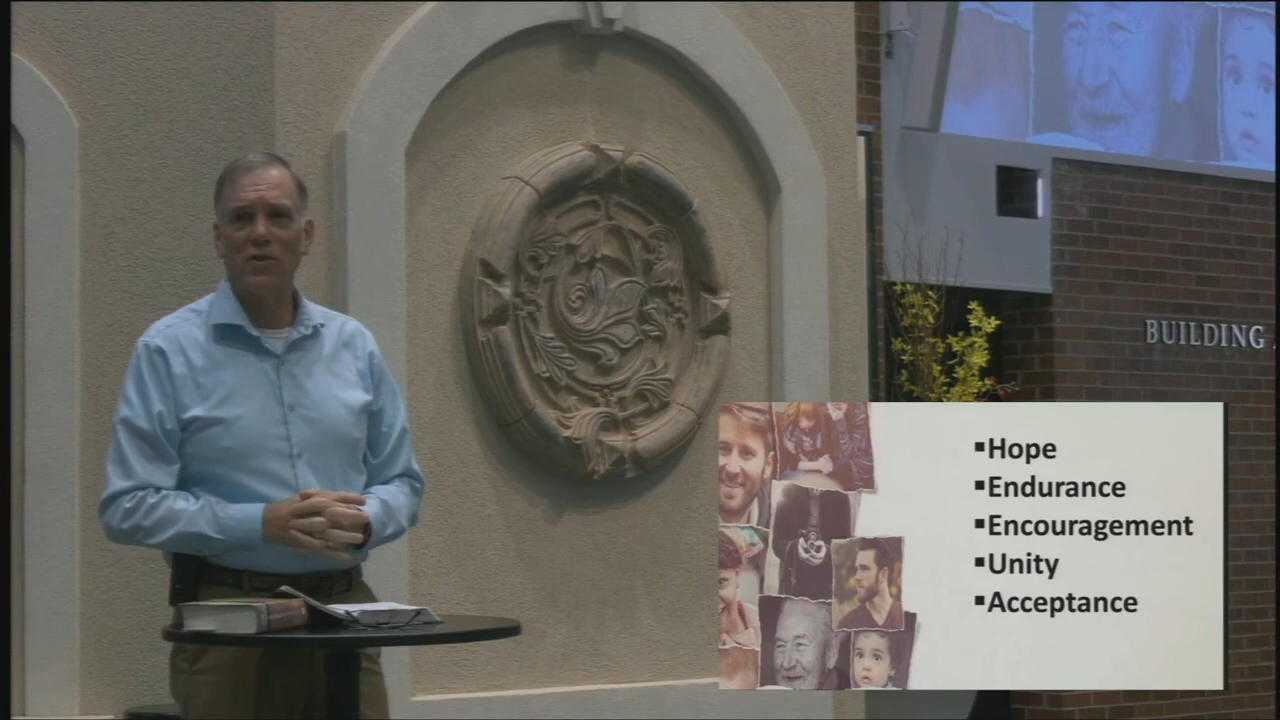 BUILDING
▪Hope
▪Endurance
▪Encouragement
▪Unity
▪Acceptance